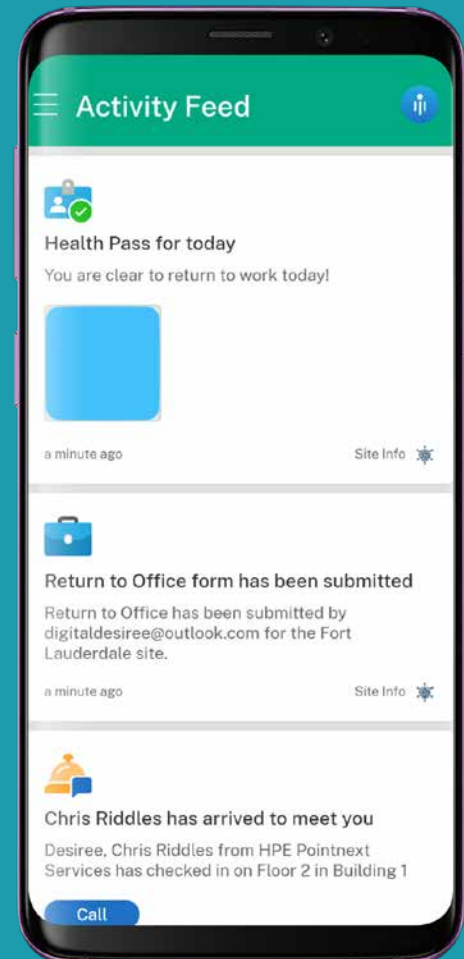 Activity Feed
Health Pass for today
You are clear to return to work today!
a minute ago
Site Info
Return to Office form has been submitted
Return to Office has been submitted by
digitaldesiree@outlook.com for the Fort
Lauderdale site.
a minute ago
Site Info
Chris Riddles has arrived to meet you
Desiree, Chris Riddles from HPE Pointnext
Services has checked in on Floor 2 in Building 1
Call